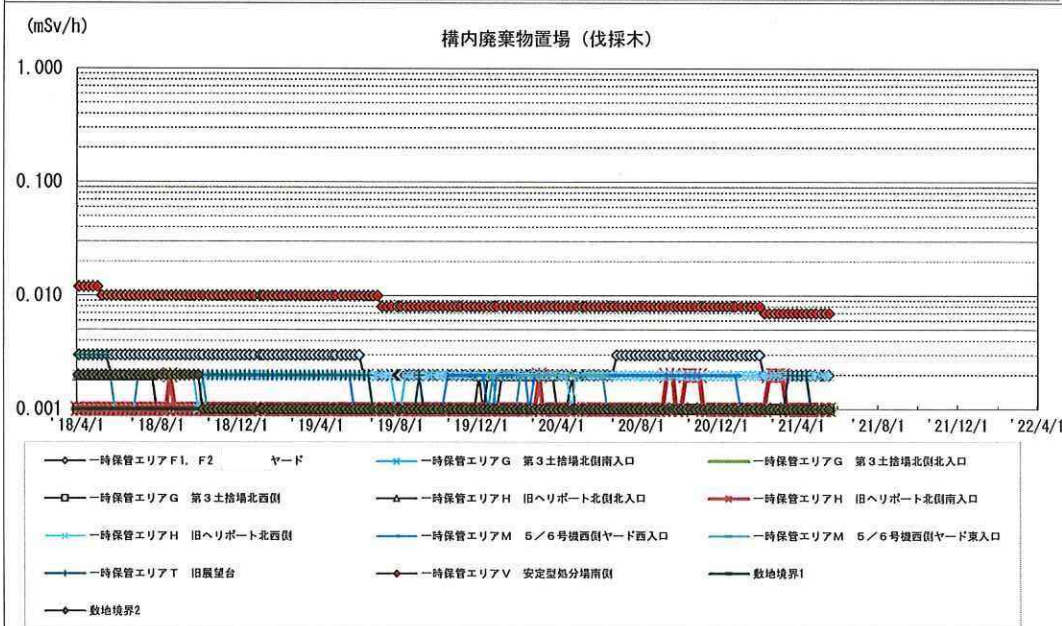 (mSv/h)
構内廃棄物置場（伐採木）
1.000
0.100
0.010
0.001
'18/4/1 '18/8/1 '18/12/1 '19/4/1 '19/8/1 '19/12/1 '20/4/1 '20/8/1 '20/12/1 '21/4/1 '21/8/1 '21/12/1 '22/4/1
一時保管エリアF1, F2 ヤード 一時保管エリアG 第3土捨場北側南入口 一時保管エリアG 第3土捨場北側北入口
一時保管エリアG 第3土捨場北西側 一時保管エリアH 旧ヘリポート北側北入口 一時保管エリアH 旧ヘリポート北側南入口
一時保管エリアH 旧ヘリポート北西側 一時保管エリアM 5／6号機西側ヤード西入口 一時保管エリアM 5／6号機西側ヤード東入口
一時保管エリアT 旧展望台 一時保管エリアV 安定型処分場南側 敷地境界1
敷地境界2